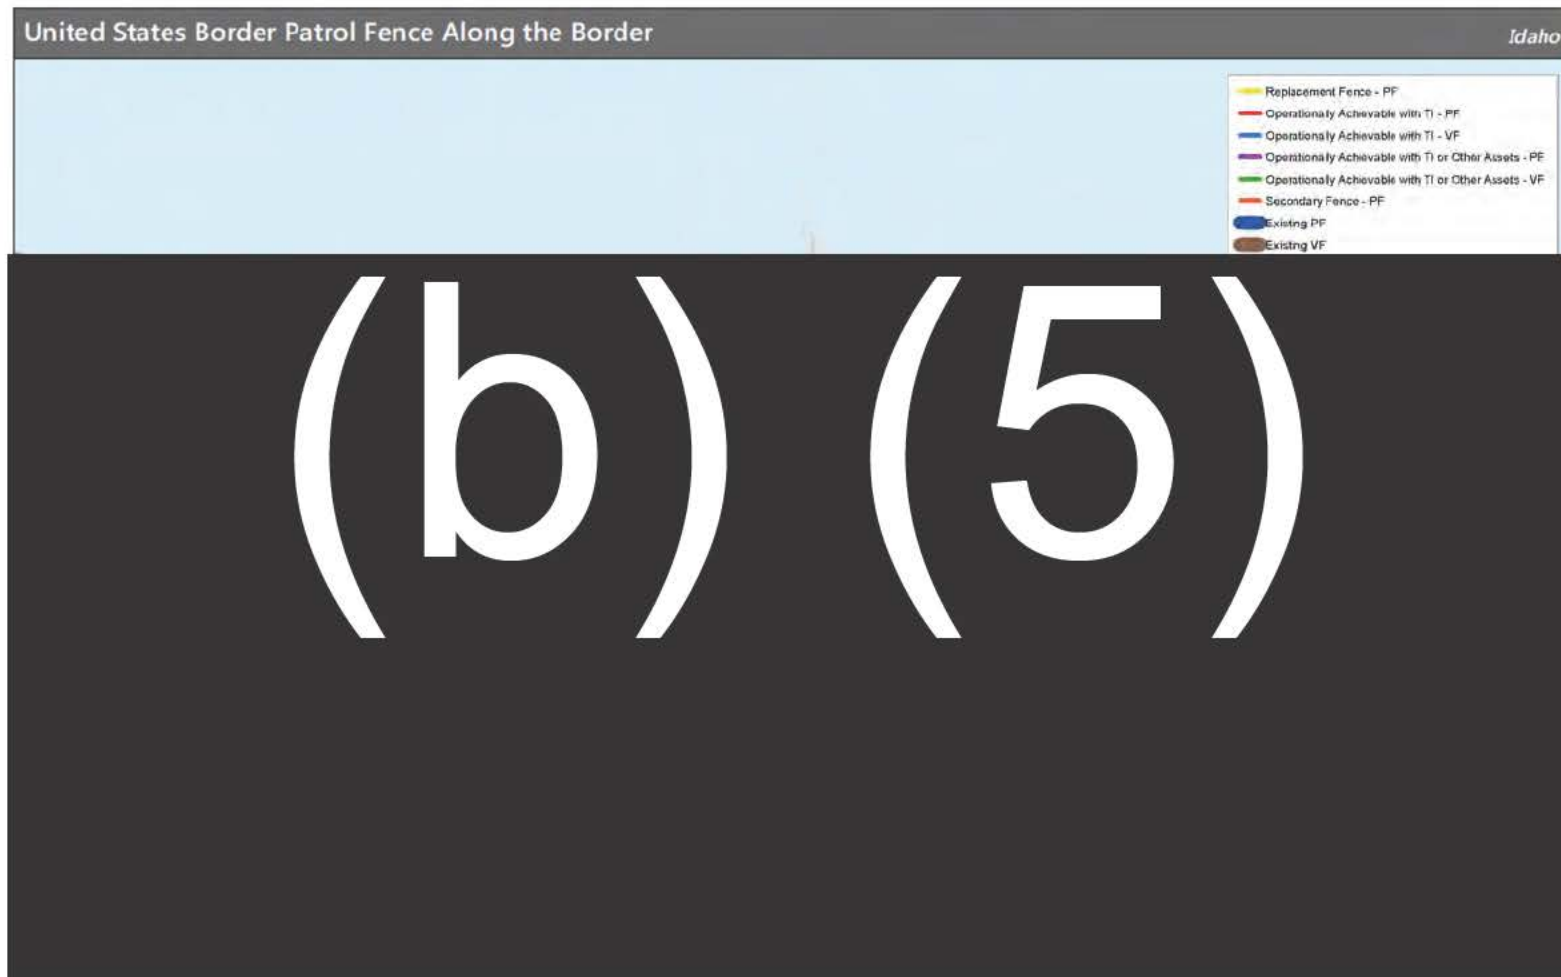 United States Border Patrol Fence Along the Border
Idaho
Replacement Fence - PF
Operationally Achievable with TI - PF
Operationally Achievable with TI - VF
Operationally Achievable with TI or Other Assets - PF
Operationally Achievable with TI or Other Assets - VF
Secondary Fence - PF
Existing PF
Existing VF
(b) (5)